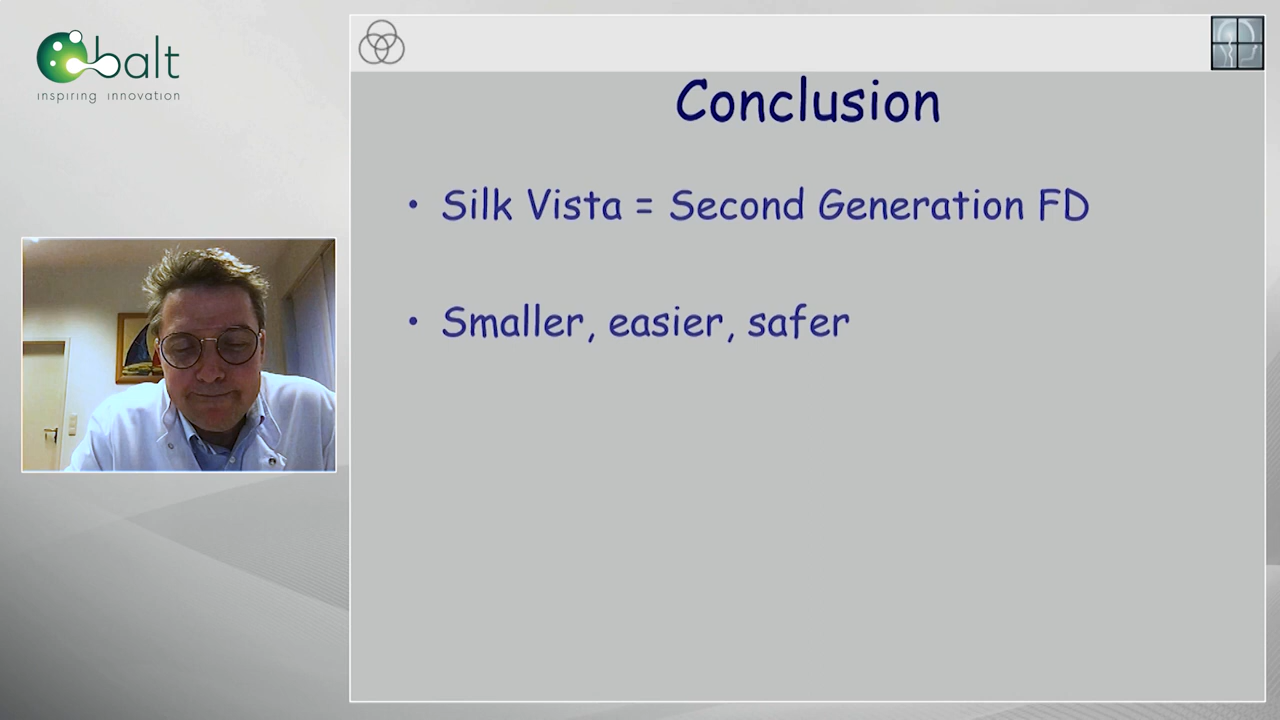 balt
inspiring innovation
Conclusion
• Silk Vista = Second Generation FD
• Smaller, easier, safer